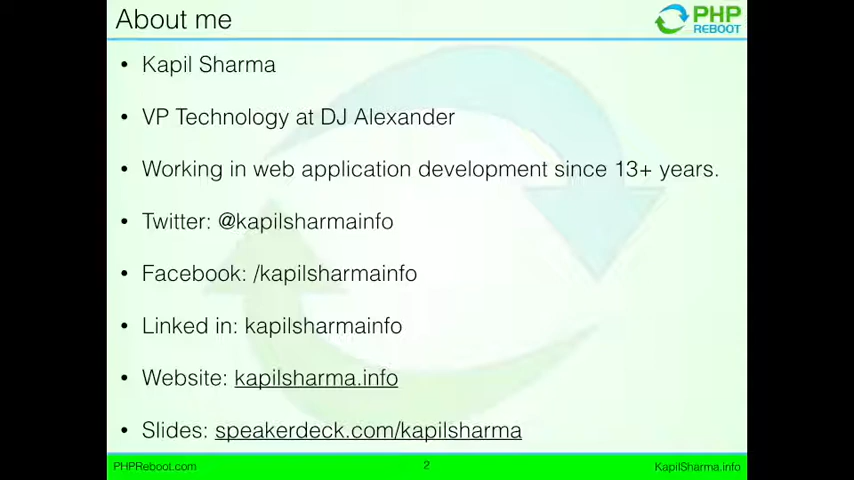 About me
PHP
REBOOT
• Kapil Sharma
• VP Technology at DJ Alexander
• Working in web application development since 13+ years.
• Twitter: @kapilsharmainfo
• Facebook: /kapilsharmainfo
• Linked in: kapilsharmainfo
• Website: kapilsharma.info
• Slides: speakerdeck.com/kapilsharma
PHPReboot.com 2 KapilSharma.info